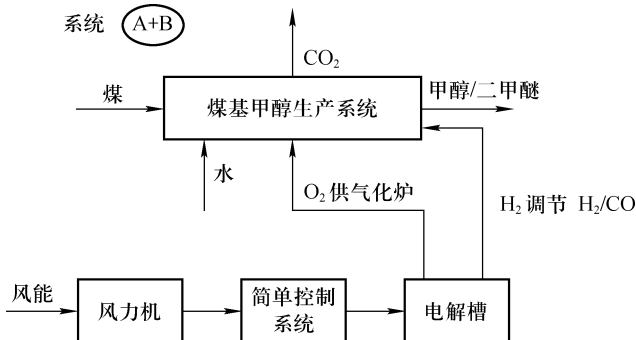 系统 A+B
CO₂
煤
煤基甲醇生产系统
甲醇/二甲醚
水
O₂ 供气化炉
H₂ 调节 H₂/CO
风能
风力机
简单控制
系统
电解槽